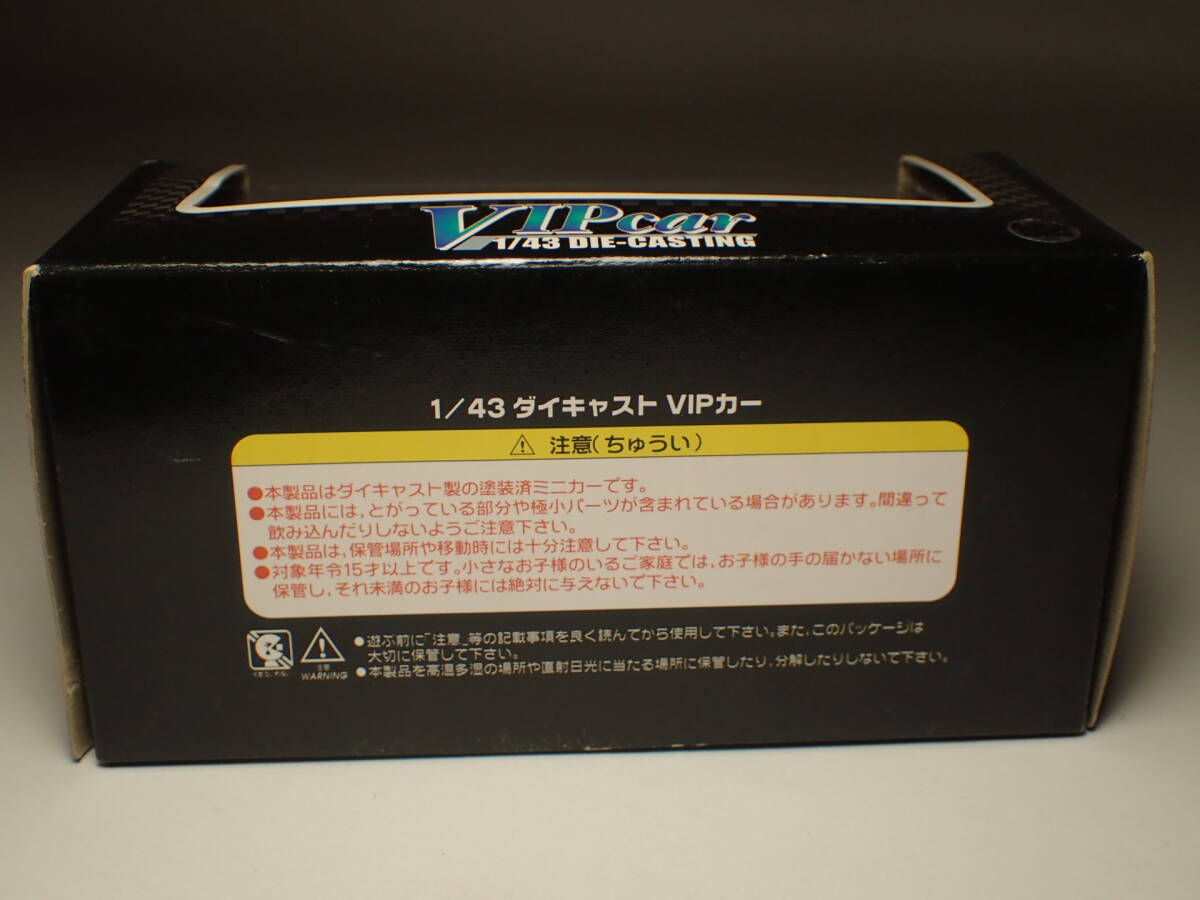 VIPcar
1/43 DIE-CASTING
1/43 ダイキャスト VIPカー
⚠ 注意(ちゅうい)
●本製品はダイキャスト製の塗装済ミニカーです。
●本製品には,とがっている部分や極小パーツが含まれている場合があります。間違って
飲み込んだりしないようご注意下さい。
●本製品は,保管場所や移動時には十分注意して下さい。
●対象年令15才以上です。小さなお子様のいるご家庭では,お子様の手の届かない場所に
保管し,それ未満のお子様には絶対に与えないで下さい。
●遊ぶ前に「注意」等の記載事項を良く読んでから使用して下さい。また,このパッケージは
大切に保管して下さい。
注意
WARNING
●本製品を高温多湿の場所や直射日光に当たる場所に保管したり,分解したりしないで下さい。